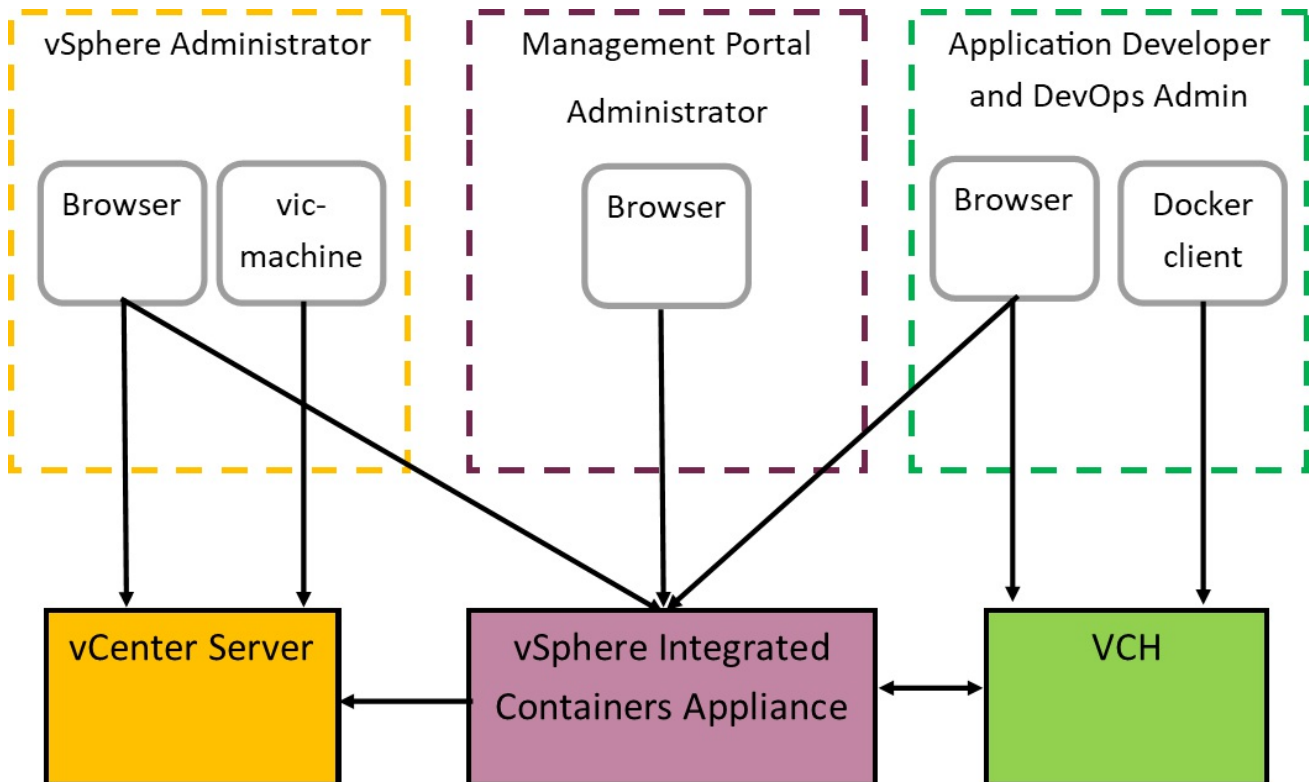 vSphere Administrator
Management Portal
Administrator
Application Developer
and DevOps Admin
Browser
vic-
machine
Browser
Browser
Docker
client
vCenter Server
vSphere Integrated
Containers Appliance
VCH